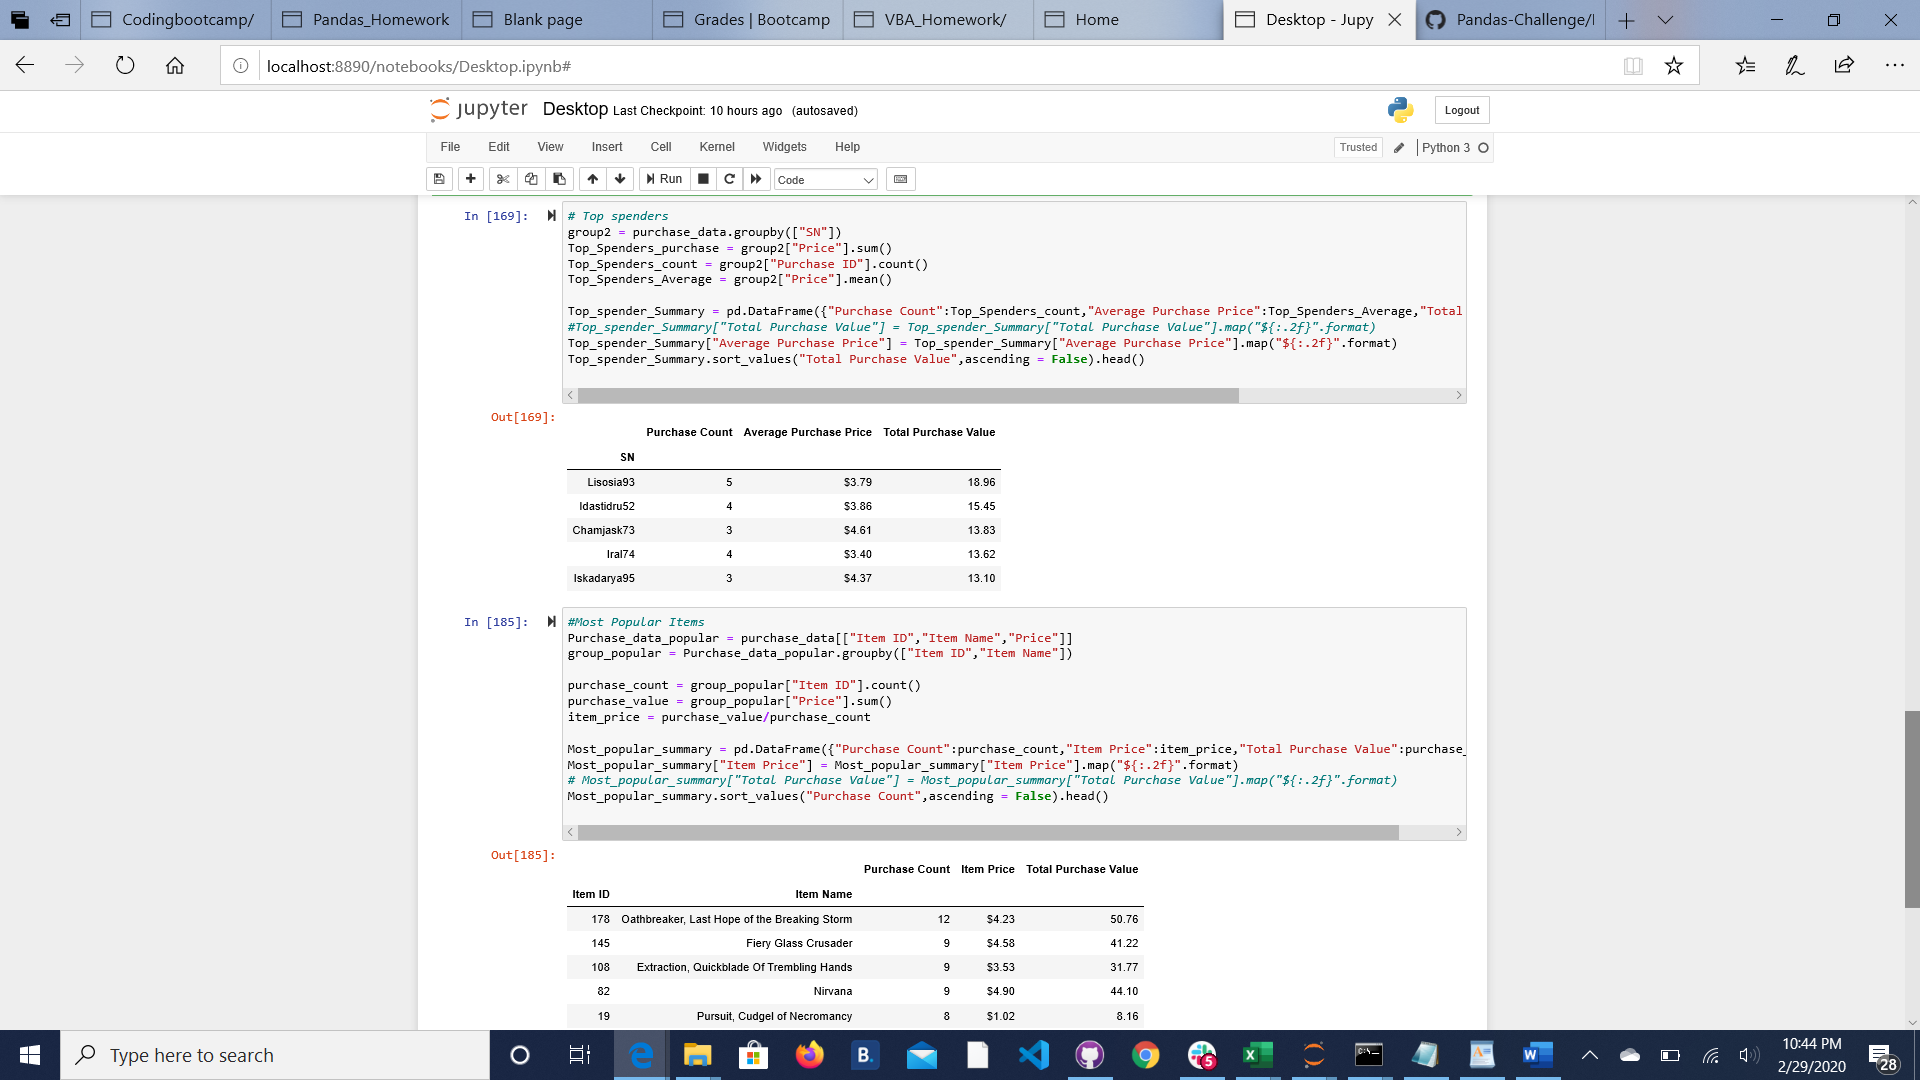 Codingbootcamp/
Pandas_Homework
Blank page
Grades | Bootcamp
VBA_Homework/
Home
Desktop - Jupy
Pandas-Challenge/
localhost:8890/notebooks/Desktop.ipynb#
jupyter Desktop Last Checkpoint: 10 hours ago (autosaved)
Logout
File Edit View Insert Cell Kernel Widgets Help
Trusted
Python 3
Run
Code
In [169]:
# Top spenders
group2 = purchase_data.groupby(["SN"])
Top_Spenders_purchase = group2["Price"].sum()
Top_Spenders_count = group2["Purchase ID"].count()
Top_Spenders_Average = group2["Price"].mean()
Top_spender_Summary = pd.DataFrame({"Purchase Count":Top_Spenders_count,"Average Purchase Price":Top_Spenders_Average,"Total
#Top_spender_Summary["Total Purchase Value"] = Top_spender_Summary["Total Purchase Value"].map("${:.2f}".format)
Top_spender_Summary["Average Purchase Price"] = Top_spender_Summary["Average Purchase Price"].map("${:.2f}".format)
Top_spender_Summary.sort_values("Total Purchase Value",ascending = False).head()
Out[169]:
Purchase Count Average Purchase Price Total Purchase Value
SN
Lisosia93 5 $3.79 18.96
Idastidru52 4 $3.86 15.45
Chamjask73 3 $4.61 13.83
Iral74 4 $3.40 13.62
Iskadarya95 3 $4.37 13.10
In [185]:
#Most Popular Items
Purchase_data_popular = purchase_data[["Item ID","Item Name","Price"]]
group_popular = Purchase_data_popular.groupby(["Item ID","Item Name"])
purchase_count = group_popular["Item ID"].count()
purchase_value = group_popular["Price"].sum()
item_price = purchase_value/purchase_count
Most_popular_summary = pd.DataFrame({"Purchase Count":purchase_count,"Item Price":item_price,"Total Purchase Value":purchase_
Most_popular_summary["Item Price"] = Most_popular_summary["Item Price"].map("${:.2f}".format)
# Most_popular_summary["Total Purchase Value"] = Most_popular_summary["Total Purchase Value"].map("${:.2f}".format)
Most_popular_summary.sort_values("Purchase Count",ascending = False).head()
Out[185]:
Purchase Count Item Price Total Purchase Value
Item ID Item Name
178 Oathbreaker, Last Hope of the Breaking Storm 12 $4.23 50.76
145 Fiery Glass Crusader 9 $4.58 41.22
108 Extraction, Quickblade Of Trembling Hands 9 $3.53 31.77
82 Nirvana 9 $4.90 44.10
19 Pursuit, Cudgel of Necromancy 8 $1.02 8.16
Type here to search
B.
5
10:44 PM
2/29/2020
28